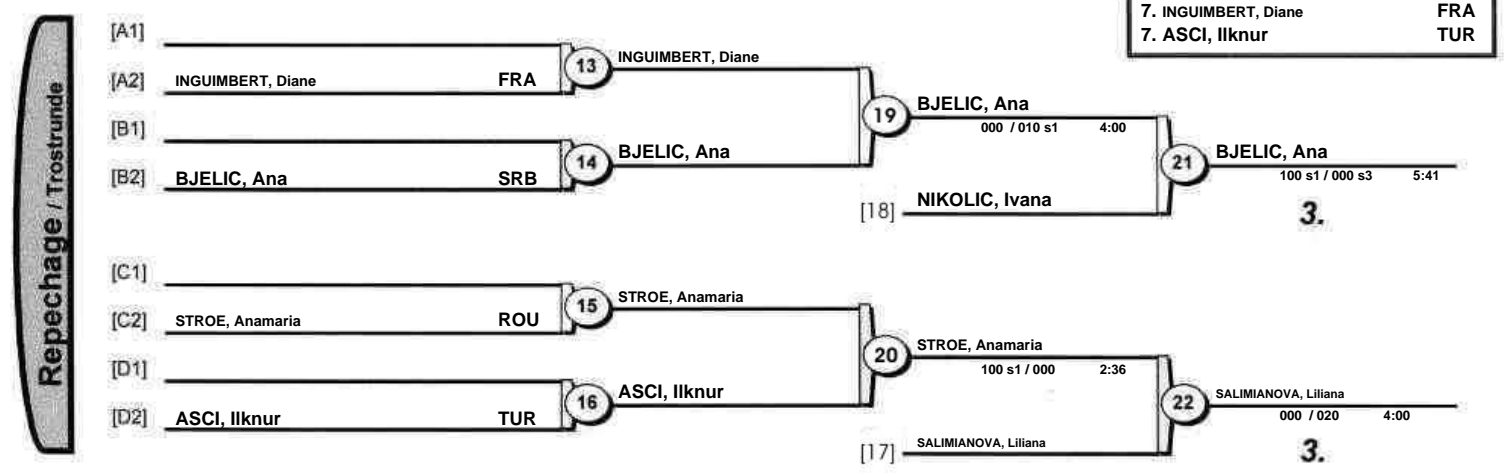 7. INGUIMBERT, Diane FRA
7. ASCI, Ilknur TUR
Repechage / Trostrunde
[A1]
13 INGUIMBERT, Diane
[A2] INGUIMBERT, Diane FRA
19 BJELIC, Ana
000 / 010 s1 4:00
[B1]
14 BJELIC, Ana
[B2] BJELIC, Ana SRB
21 BJELIC, Ana
100 s1 / 000 s3 5:41
[18] NIKOLIC, Ivana
3.
[C1]
15 STROE, Anamaria
[C2] STROE, Anamaria ROU
20 STROE, Anamaria
100 s1 / 000 2:36
[D1]
16 ASCI, Ilknur
[D2] ASCI, Ilknur TUR
22 SALIMIANOVA, Liliana
000 / 020 4:00
[17] SALIMIANOVA, Liliana
3.